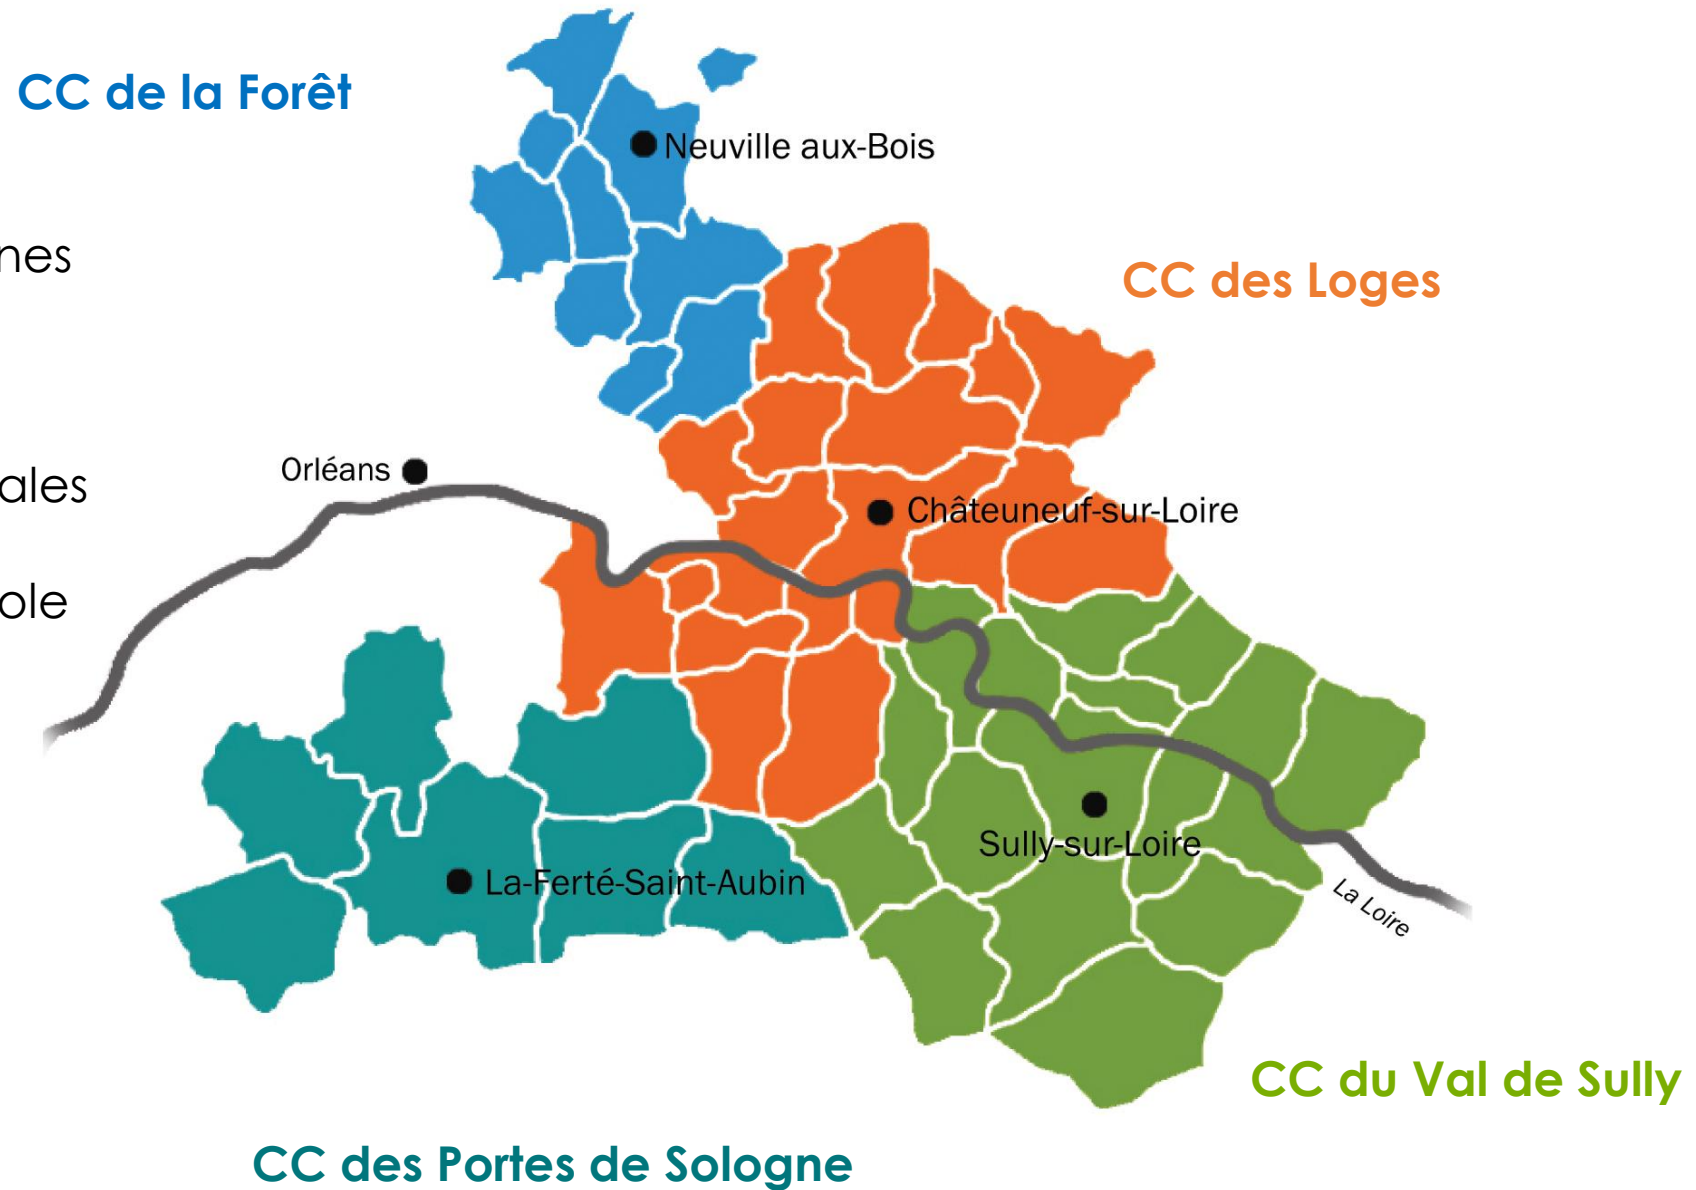 CC de la Forêt
Neuville aux-Bois
nes
CC des Loges
Orléans
ales
Châteuneuf-sur-Loire
ole
Sully-sur-Loire
La-Ferté-Saint-Aubin
La Loire
CC du Val de Sully
CC des Portes de Sologne